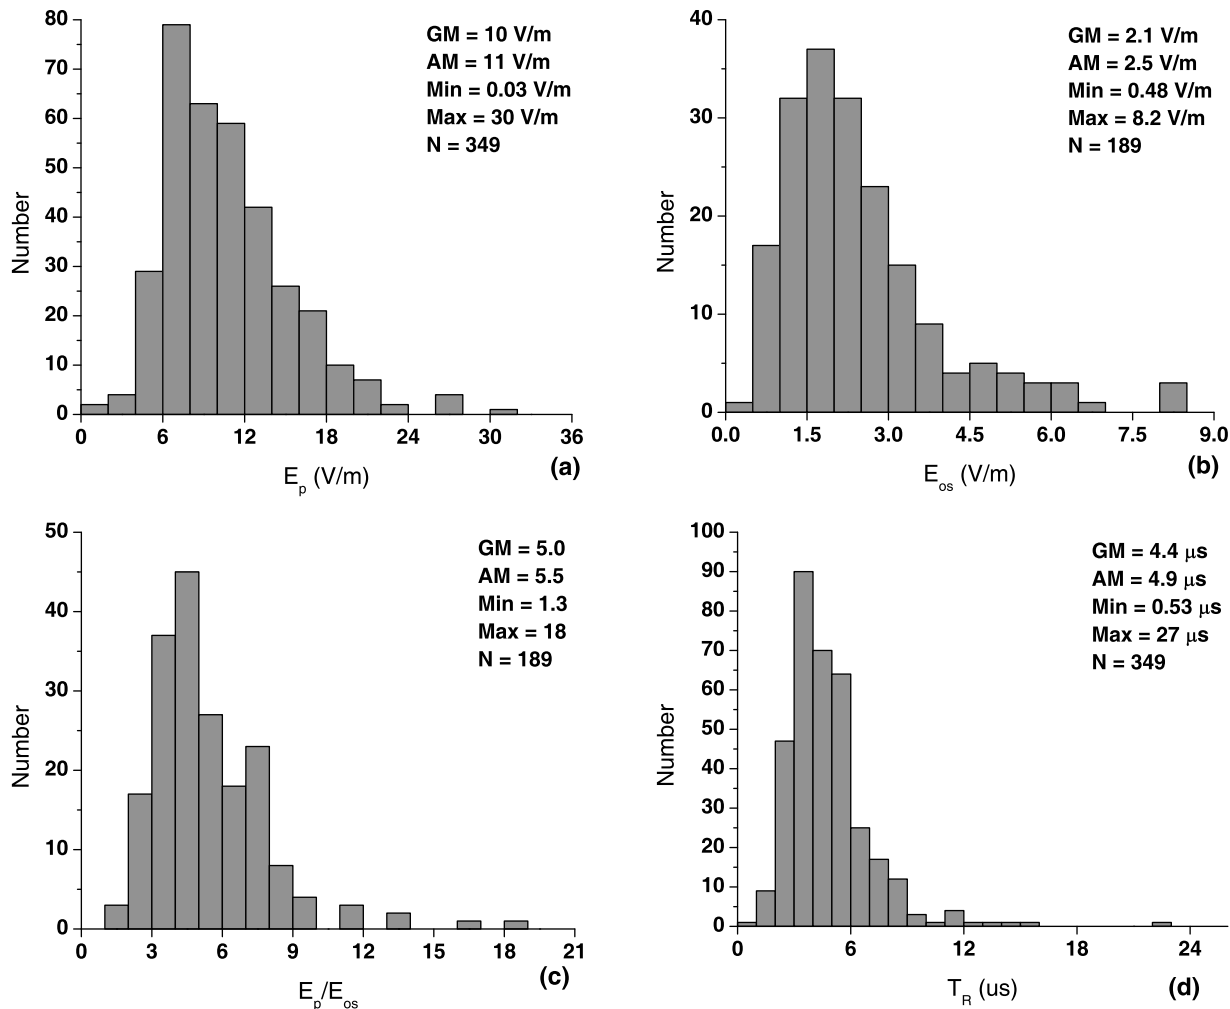 GM = 10 V/m
AM = 11 V/m
Min = 0.03 V/m
Max = 30 V/m
N = 349
80
70
60
50
40
30
20
10
0
Number
0 6 12 18 24 30 36
Ep (V/m)
(a)
GM = 2.1 V/m
AM = 2.5 V/m
Min = 0.48 V/m
Max = 8.2 V/m
N = 189
40
30
20
10
0
Number
0.0 1.5 3.0 4.5 6.0 7.5 9.0
Eos (V/m)
(b)
GM = 5.0
AM = 5.5
Min = 1.3
Max = 18
N = 189
50
40
30
20
10
0
Number
0 3 6 9 12 15 18 21
Ep/Eos
(c)
GM = 4.4 μs
AM = 4.9 μs
Min = 0.53 μs
Max = 27 μs
N = 349
100
90
80
70
60
50
40
30
20
10
0
Number
0 6 12 18 24
TR (us)
(d)